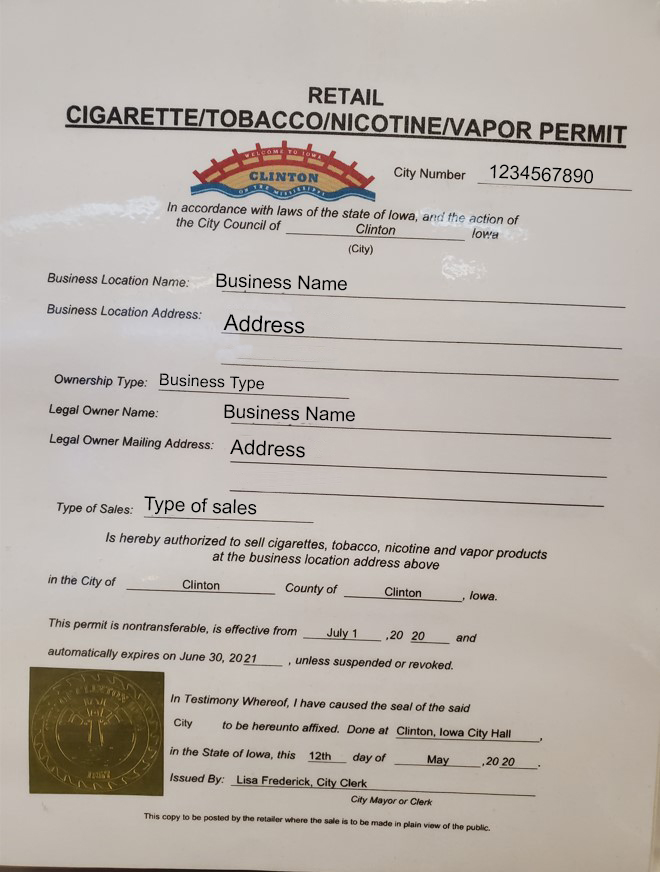 RETAIL
CIGARETTE/TOBACCO/NICOTINE/VAPOR PERMIT
WELCOME TO IOWA
CLINTON
ON THE MISSISSIPPI
City Number 1234567890
In accordance with laws of the state of Iowa, and the action of
the City Council of Clinton Iowa
(City)
Business Location Name: Business Name
Business Location Address: Address
Ownership Type: Business Type
Legal Owner Name: Business Name
Legal Owner Mailing Address: Address
Type of Sales: Type of sales
Is hereby authorized to sell cigarettes, tobacco, nicotine and vapor products
at the business location address above
in the City of Clinton County of Clinton, Iowa.
This permit is nontransferable, is effective from July 1 ,20 20 and
automatically expires on June 30, 2021 , unless suspended or revoked.
In Testimony Whereof, I have caused the seal of the said
City to be hereunto affixed. Done at Clinton, Iowa City Hall,
in the State of Iowa, this 12th day of May ,20 20.
Issued By: Lisa Frederick, City Clerk
City Mayor or Clerk
This copy to be posted by the retailer where the sale is to be made in plain view of the public.